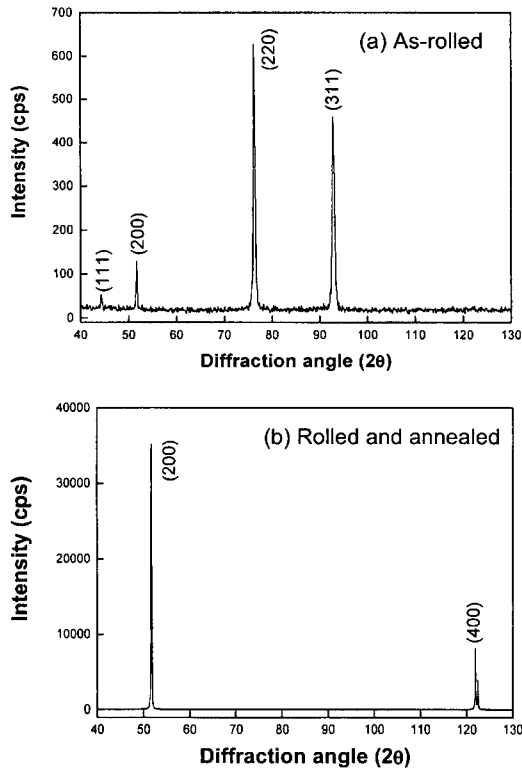 700
(a) As-rolled
600
(220)
500
(311)
400
Intensity (cps)
300
200
(200)
(111)
100
0
40 50 60 70 80 90 100 110 120 130
Diffraction angle (2θ)
40000
(b) Rolled and annealed
(200)
30000
Intensity (cps)
20000
(400)
10000
0
40 50 60 70 80 90 100 110 120 130
Diffraction angle (2θ)